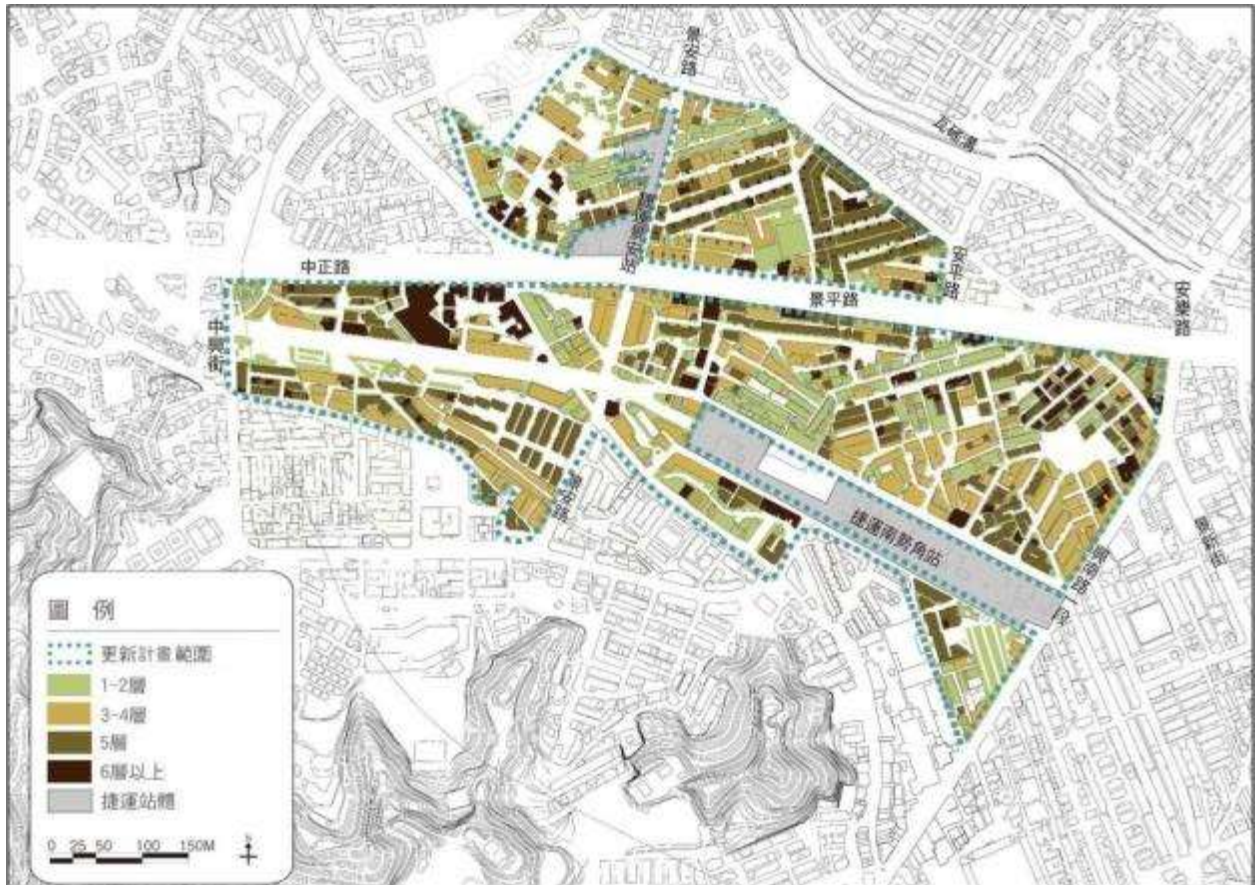 景安路
瓦磘溝
安平路
中正路
景平路
安樂路
中興街
捷運南勢角站
圖 例
更新計畫範圍
1-2層
3-4層
5層
6層以上
捷運站體
0 25 50 100 150M